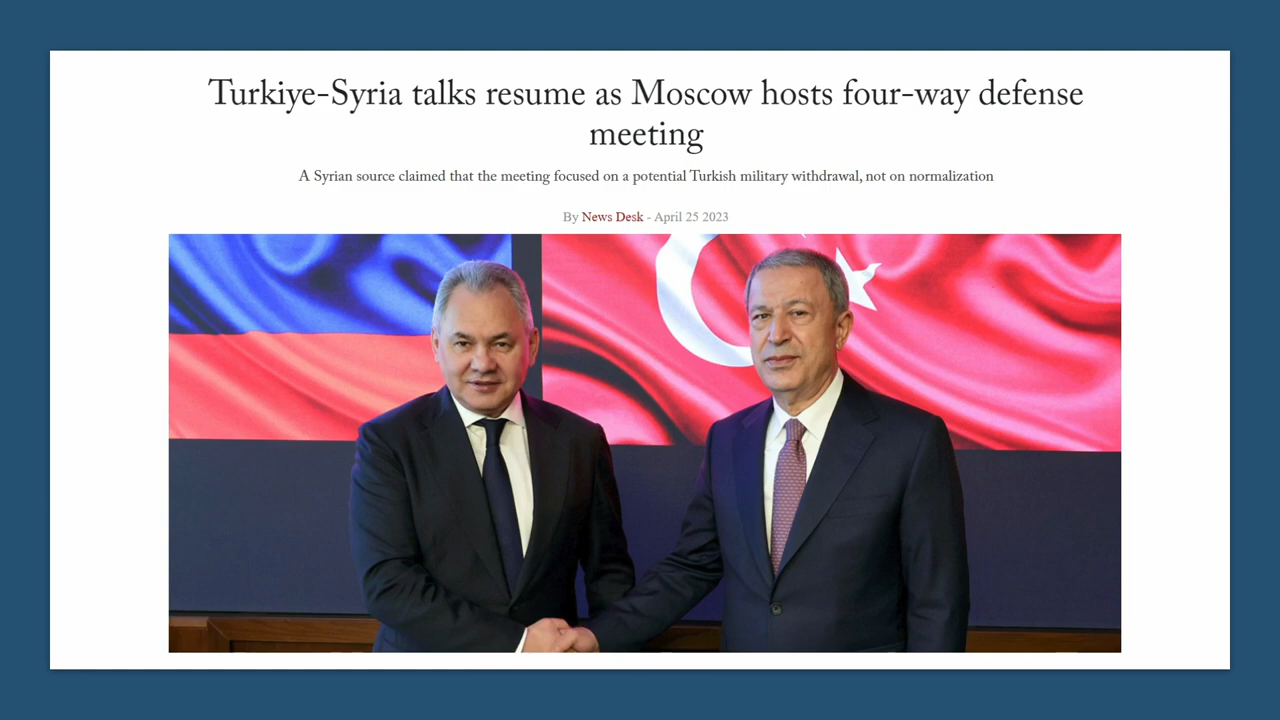 Turkiye-Syria talks resume as Moscow hosts four-way defense
meeting
A Syrian source claimed that the meeting focused on a potential Turkish military withdrawal, not on normalization
By News Desk - April 25 2023